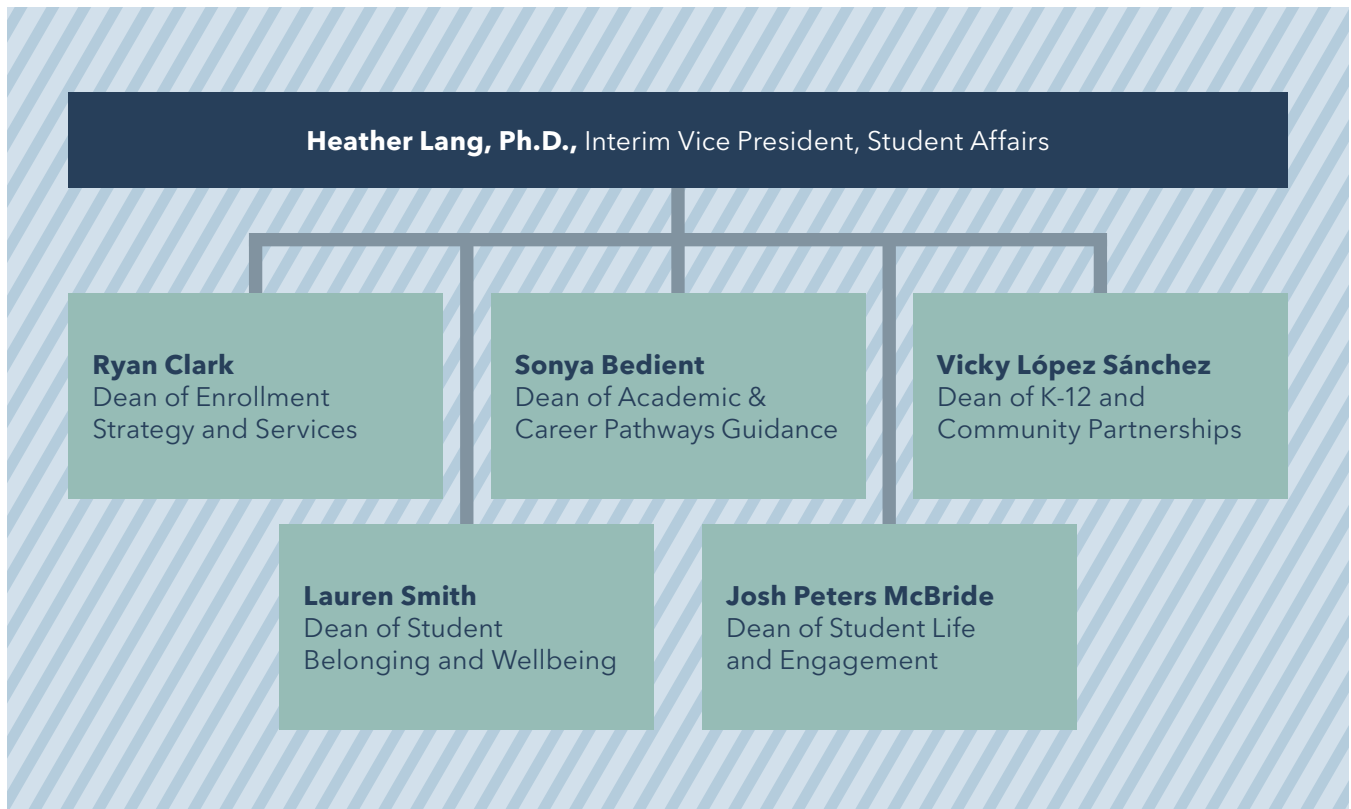 Heather Lang, Ph.D., Interim Vice President, Student Affairs
Ryan Clark
Dean of Enrollment
Strategy and Services
Sonya Bedient
Dean of Academic &
Career Pathways Guidance
Vicky López Sánchez
Dean of K-12 and
Community Partnerships
Lauren Smith
Dean of Student
Belonging and Wellbeing
Josh Peters McBride
Dean of Student Life
and Engagement